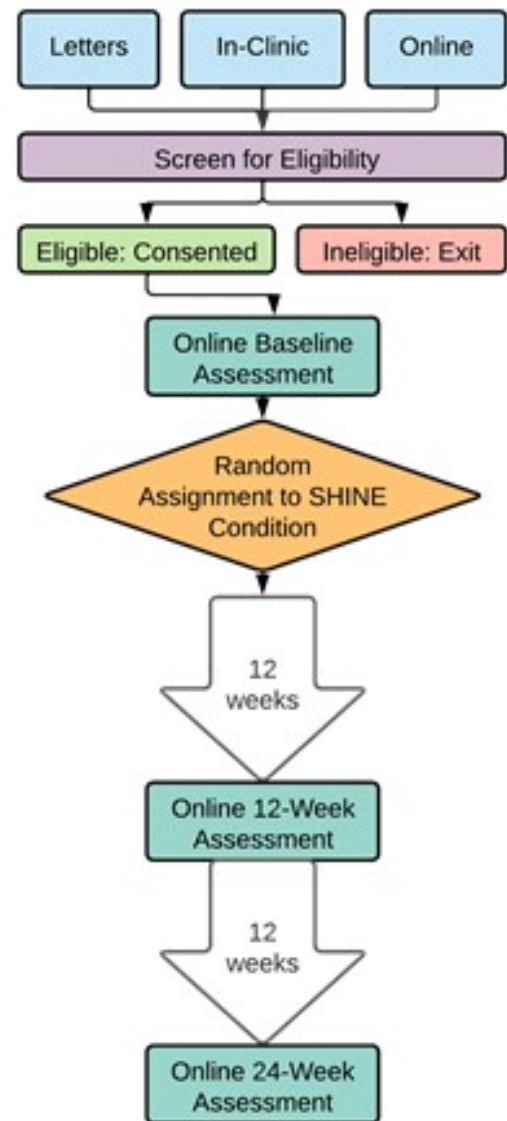 Letters
In-Clinic
Online
Screen for Eligibility
Eligible: Consented
Ineligible: Exit
Online Baseline
Assessment
Random
Assignment to SHINE
Condition
12
weeks
Online 12-Week
Assessment
12
weeks
Online 24-Week
Assessment